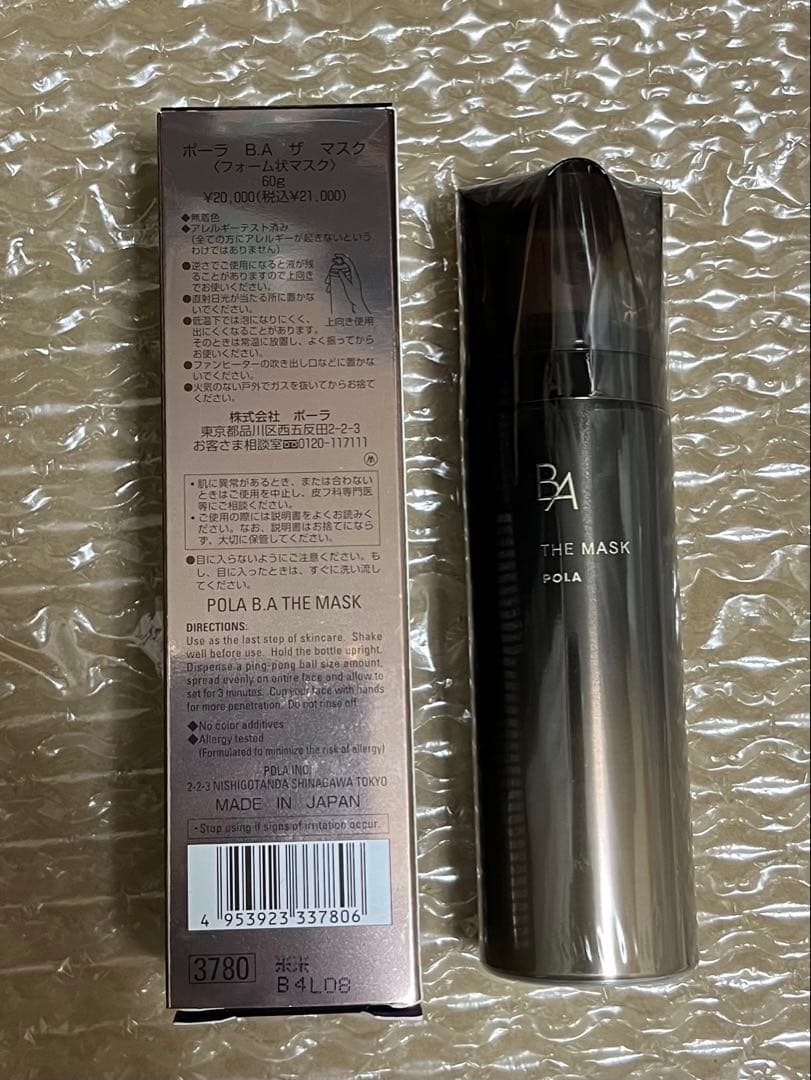 ポーラ B.A ザ マスク
〈フォーム状マスク〉
60g
¥20,000(税込¥21,000)
◆無着色
◆アレルギーテスト済み
(全ての方にアレルギーが起きないという
わけではありません)
●逆さでご使用になると液が残
ることがありますので上向き
でお使いください。
●直射日光が当たる所に置かな
いでください。
●低温下では泡になりにくく、
出にくくなることがあります。
そのときは常温に放置し、よく振ってから
お使いください。
上向き使用
●ファンヒーターの吹き出し口などに置かな
いでください。
●火気のない戸外でガスを抜いてからお捨て
ください。
株式会社 ポーラ
東京都品川区西五反田2-2-3
お客さま相談室 0120-117111
・肌に異常があるとき、または合わない
ときはご使用を中止し、皮フ科専門医
等にご相談ください。
・ご使用の際には説明書をよくお読みくだ
さい。なお、説明書はお捨てになら
ず、大切に保管してください。
●目に入らないようにご注意ください。も
し、目に入ったときは、すぐに洗い流し
てください。
POLA B.A THE MASK
DIRECTIONS:
Use as the last step of skincare. Shake
well before use. Hold the bottle upright.
Dispense a ping-pong ball size amount,
spread evenly on entire face and allow to
set for 3 minutes. Cup your face with hands
for more penetration. Do not rinse off.
◆No color additives
◆Allergy tested
(Formulated to minimize the risk of allergy)
POLA INC.
2-2-3 NISHIGOTANDA SHINAGAWA TOKYO
MADE IN JAPAN
・Stop using if signs of irritation occur.
4 953923 337806
3780
B4L08
BA
THE MASK
POLA